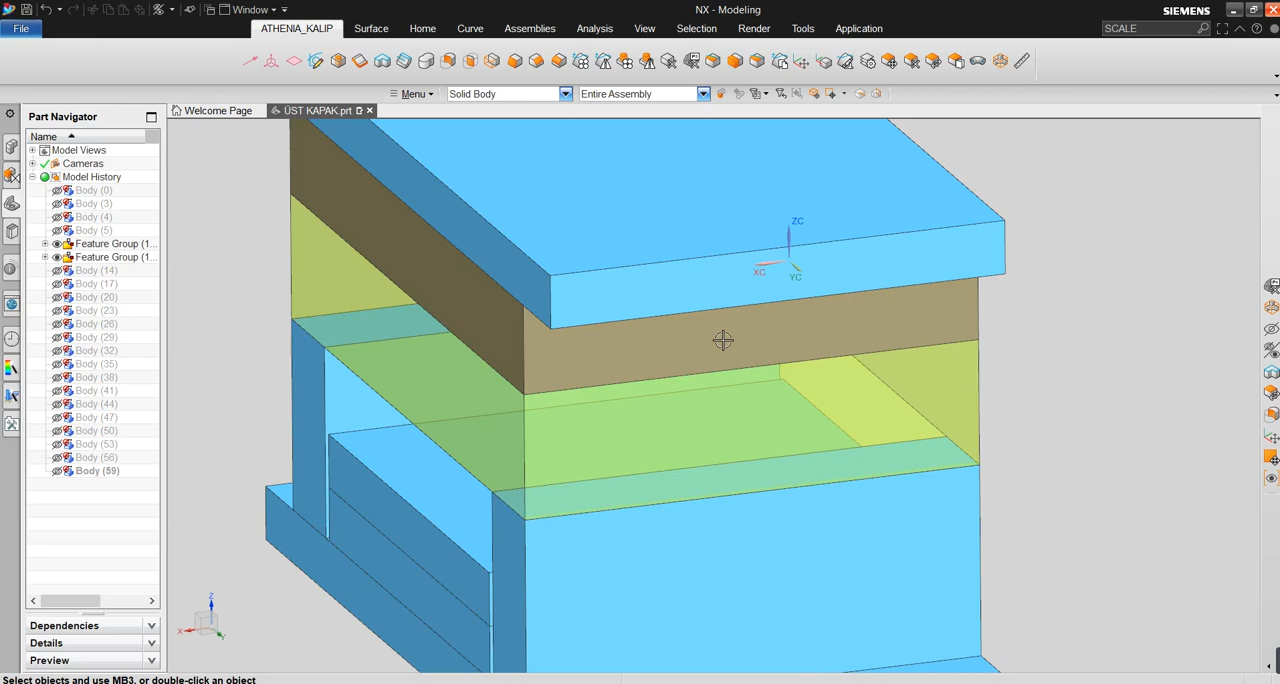 Window
NX - Modeling
SIEMENS
File
ATHENIA_KALIP
Surface
Home
Curve
Assemblies
Analysis
View
Selection
Render
Tools
Application
SCALE
Menu
Solid Body
Entire Assembly
Part Navigator
Welcome Page
ÜST KAPAK.prt
Name
Model Views
Cameras
Model History
Body (0)
Body (3)
Body (4)
Body (5)
Feature Group (1...
Feature Group (1...
Body (14)
Body (17)
Body (20)
Body (23)
Body (26)
Body (29)
Body (32)
Body (35)
Body (38)
Body (41)
Body (44)
Body (47)
Body (50)
Body (53)
Body (56)
Body (59)
ZC
XC
YC
Z
X
Y
Dependencies
Details
Preview
Select objects and use MB3, or double-click an object